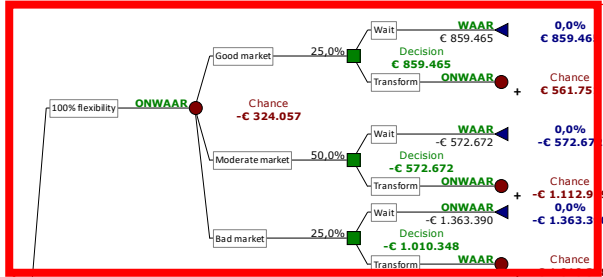 Wait
WAAR
0,0%
€ 859.465
€ 859.46
Good market
25,0%
Decision
€ 859.465
Transform
ONWAAR
Chance
+
€ 561.75
100% flexibility
ONWAAR
Chance
-€ 324.057
Wait
WAAR
0,0%
-€ 572.672
-€ 572.67
Moderate market
50,0%
Decision
-€ 572.672
Transform
ONWAAR
Chance
+
-€ 1.112.9
Wait
ONWAAR
0,0%
-€ 1.363.390
-€ 1.363.3
Bad market
25,0%
Decision
-€ 1.010.348
Transform
WAAR
Chance